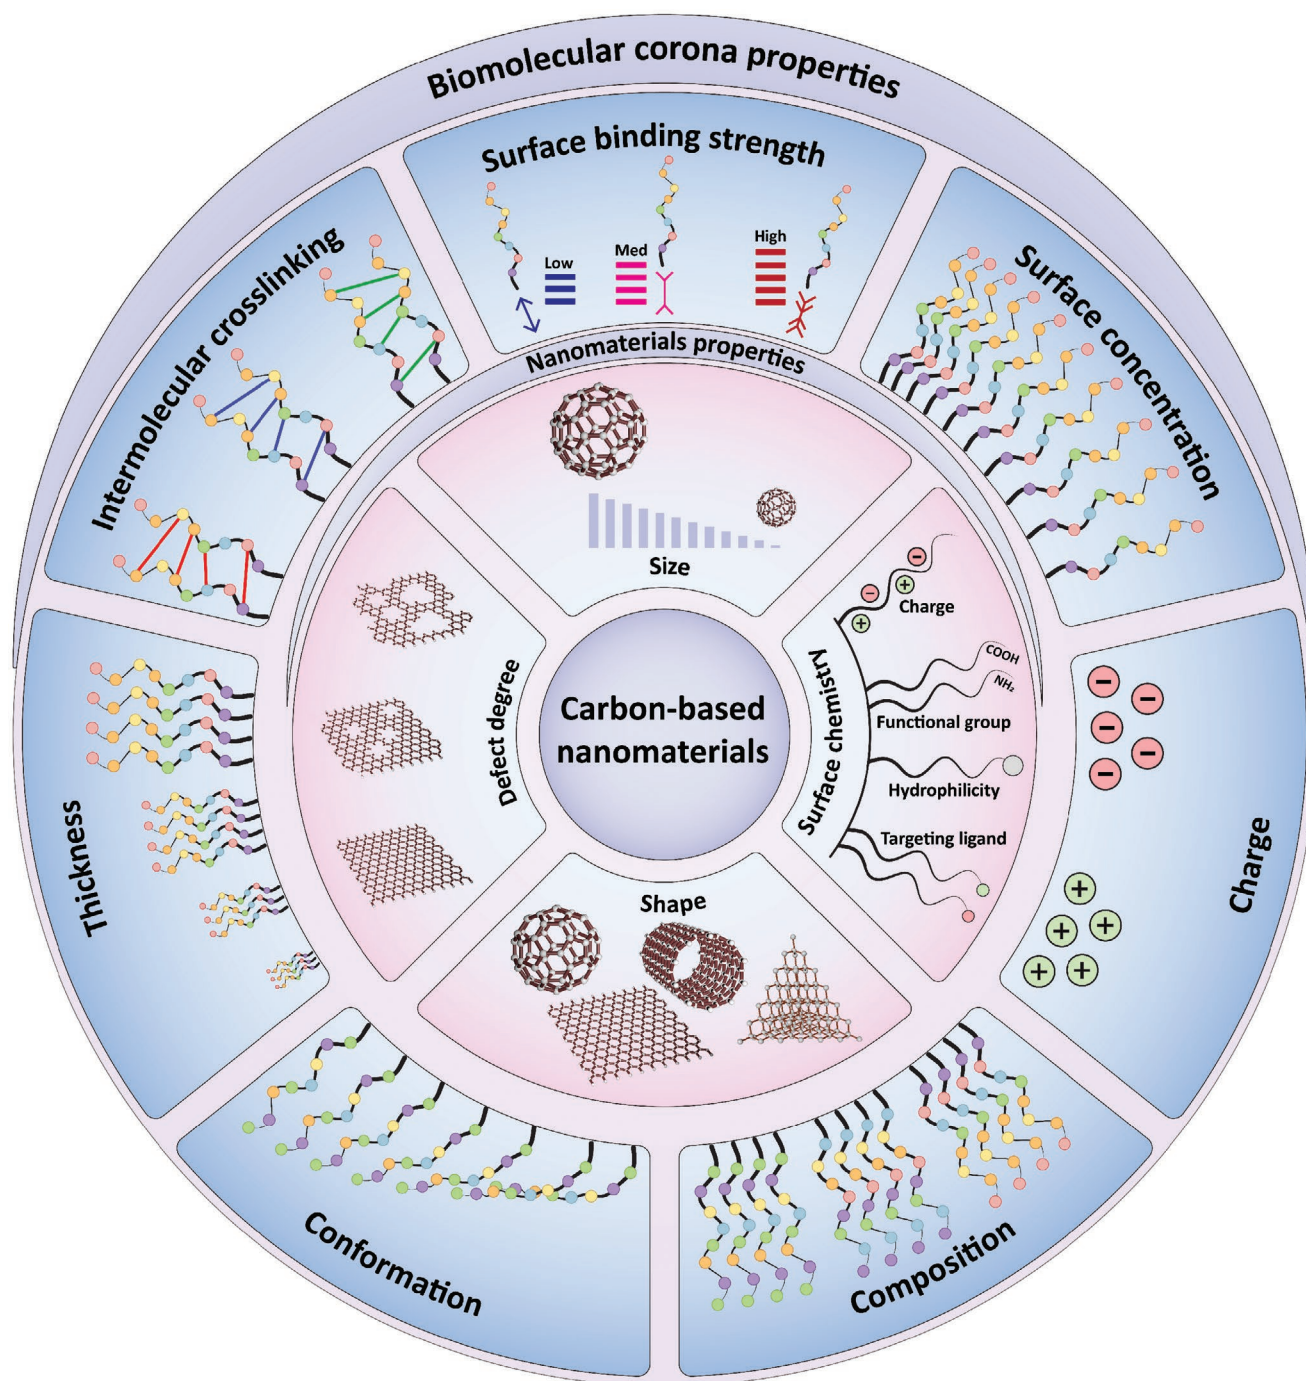 Biomolecular corona properties
Surface binding strength
Low
Med
High
Surface concentration
Charge
+
+
+
+
+
−
−
−
−
−
Composition
Conformation
Thickness
Intermolecular crosslinking
Nanomaterials properties
Size
Surface chemistry
−
+
−
+
Charge
COOH
NH₂
Functional group
Hydrophilicity
Targeting ligand
Shape
Defect degree
Carbon-based
nanomaterials